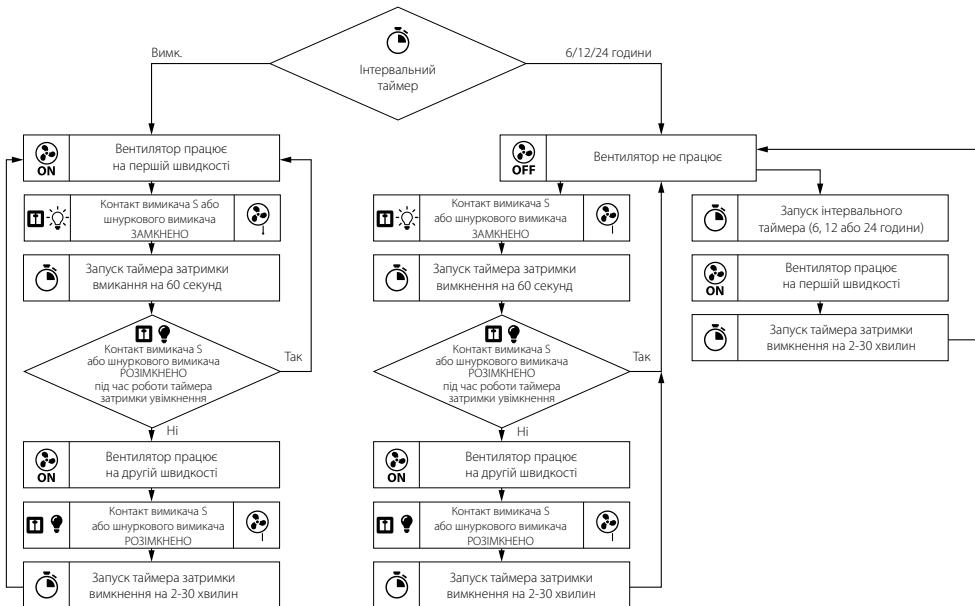 Інтервальний
таймер
Вимк.
6/12/24 години
ON
Вентилятор працює
на першій швидкості
Контакт вимикача S або
шнуркового вимикача
ЗАМКНЕНО
Запуск таймера затримки
вмикання на 60 секунд
Контакт вимикача S
або шнуркового вимикача
РОЗІМКНЕНО
під час роботи таймера
затримки увімкнення
Так
Ні
ON
Вентилятор працює
на другій швидкості
Контакт вимикача S
або шнуркового вимикача
РОЗІМКНЕНО
Запуск таймера затримки
вимкнення на 2-30 хвилин
OFF
Вентилятор не працює
Контакт вимикача S
або шнуркового вимикача
ЗАМКНЕНО
Запуск таймера затримки
вимкнення на 60 секунд
Контакт вимикача S
або шнуркового вимикача
РОЗІМКНЕНО
під час роботи таймера
затримки увімкнення
Так
Ні
ON
Вентилятор працює
на другій швидкості
Контакт вимикача S
або шнуркового вимикача
РОЗІМКНЕНО
Запуск таймера затримки
вимкнення на 2-30 хвилин
Запуск інтервального
таймера (6, 12 або 24 години)
ON
Вентилятор працює
на першій швидкості
Запуск таймера затримки
вимкнення на 2-30 хвилин